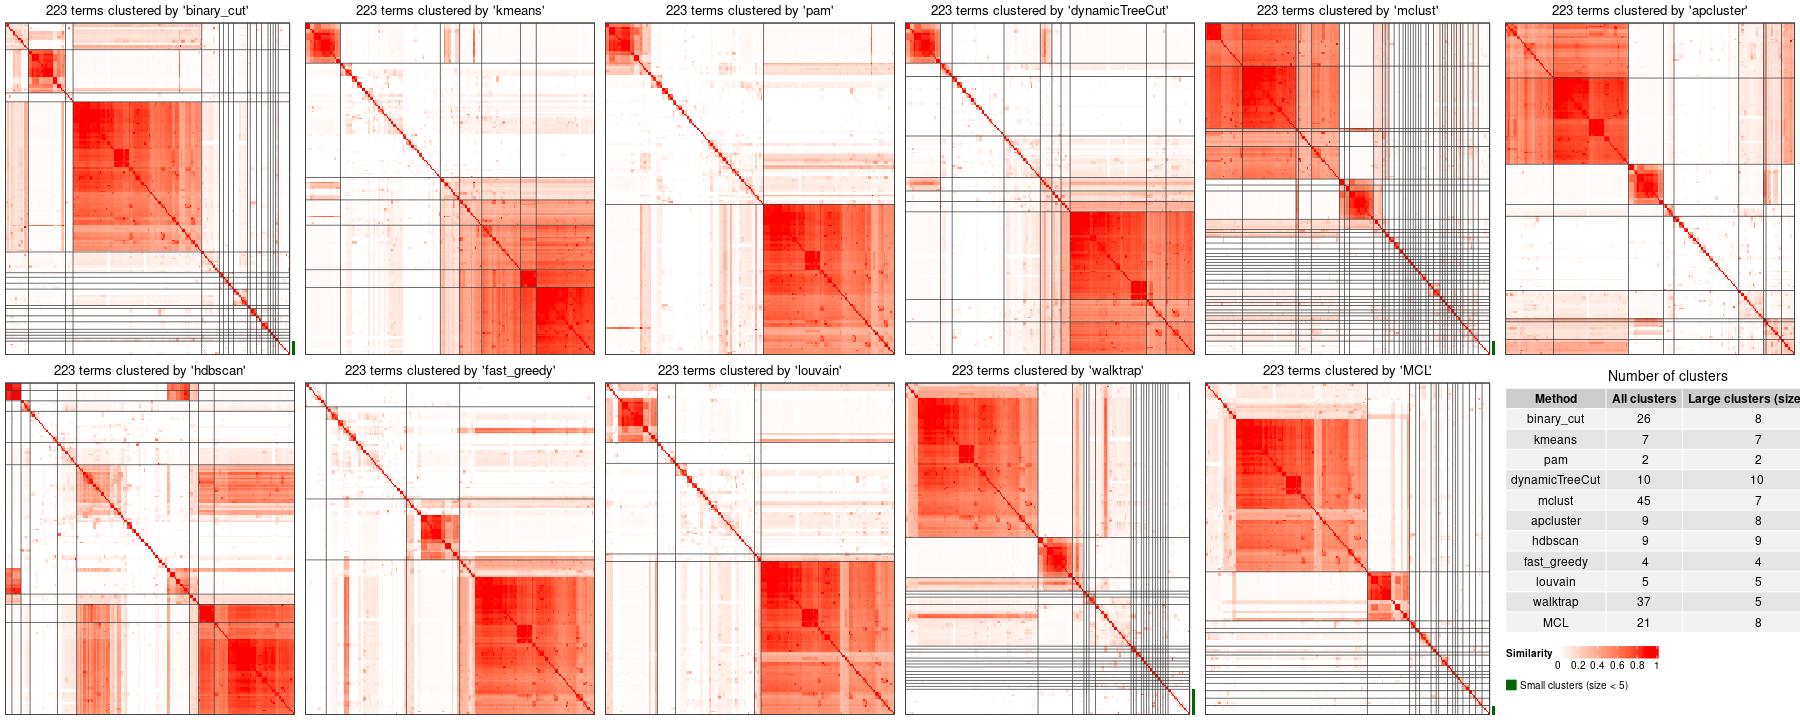 223 terms clustered by 'binary_cut'
223 terms clustered by 'kmeans'
223 terms clustered by 'pam'
223 terms clustered by 'dynamicTreeCut'
223 terms clustered by 'mclust'
223 terms clustered by 'apcluster'
223 terms clustered by 'hdbscan'
223 terms clustered by 'fast_greedy'
223 terms clustered by 'louvain'
223 terms clustered by 'walktrap'
223 terms clustered by 'MCL'
Number of clusters
Method All clusters Large clusters (size
binary_cut 26 8
kmeans 7 7
pam 2 2
dynamicTreeCut 10 10
mclust 45 7
apcluster 9 8
hdbscan 9 9
fast_greedy 4 4
louvain 5 5
walktrap 37 5
MCL 21 8
Similarity
0 0.2 0.4 0.6 0.8 1
Small clusters (size < 5)